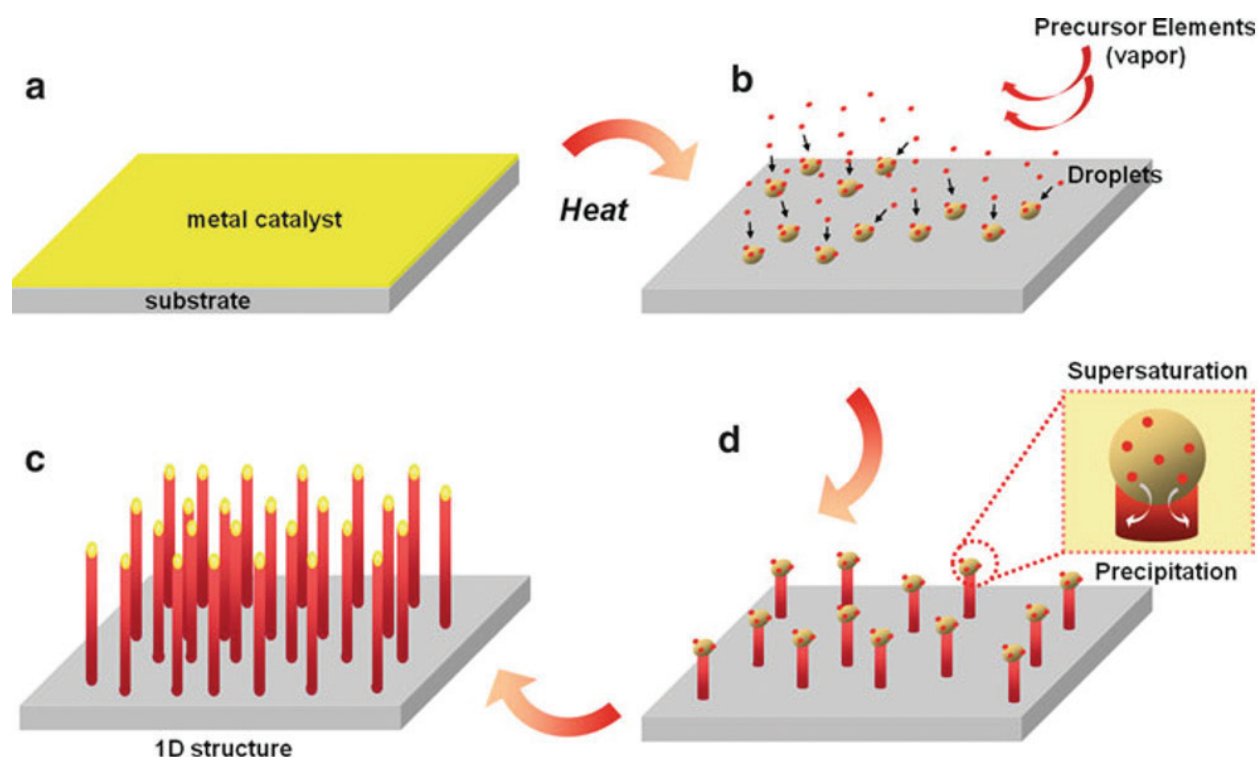 a
metal catalyst
substrate
Heat
b
Precursor Elements
(vapor)
Droplets
c
1D structure
d
Supersaturation
Precipitation